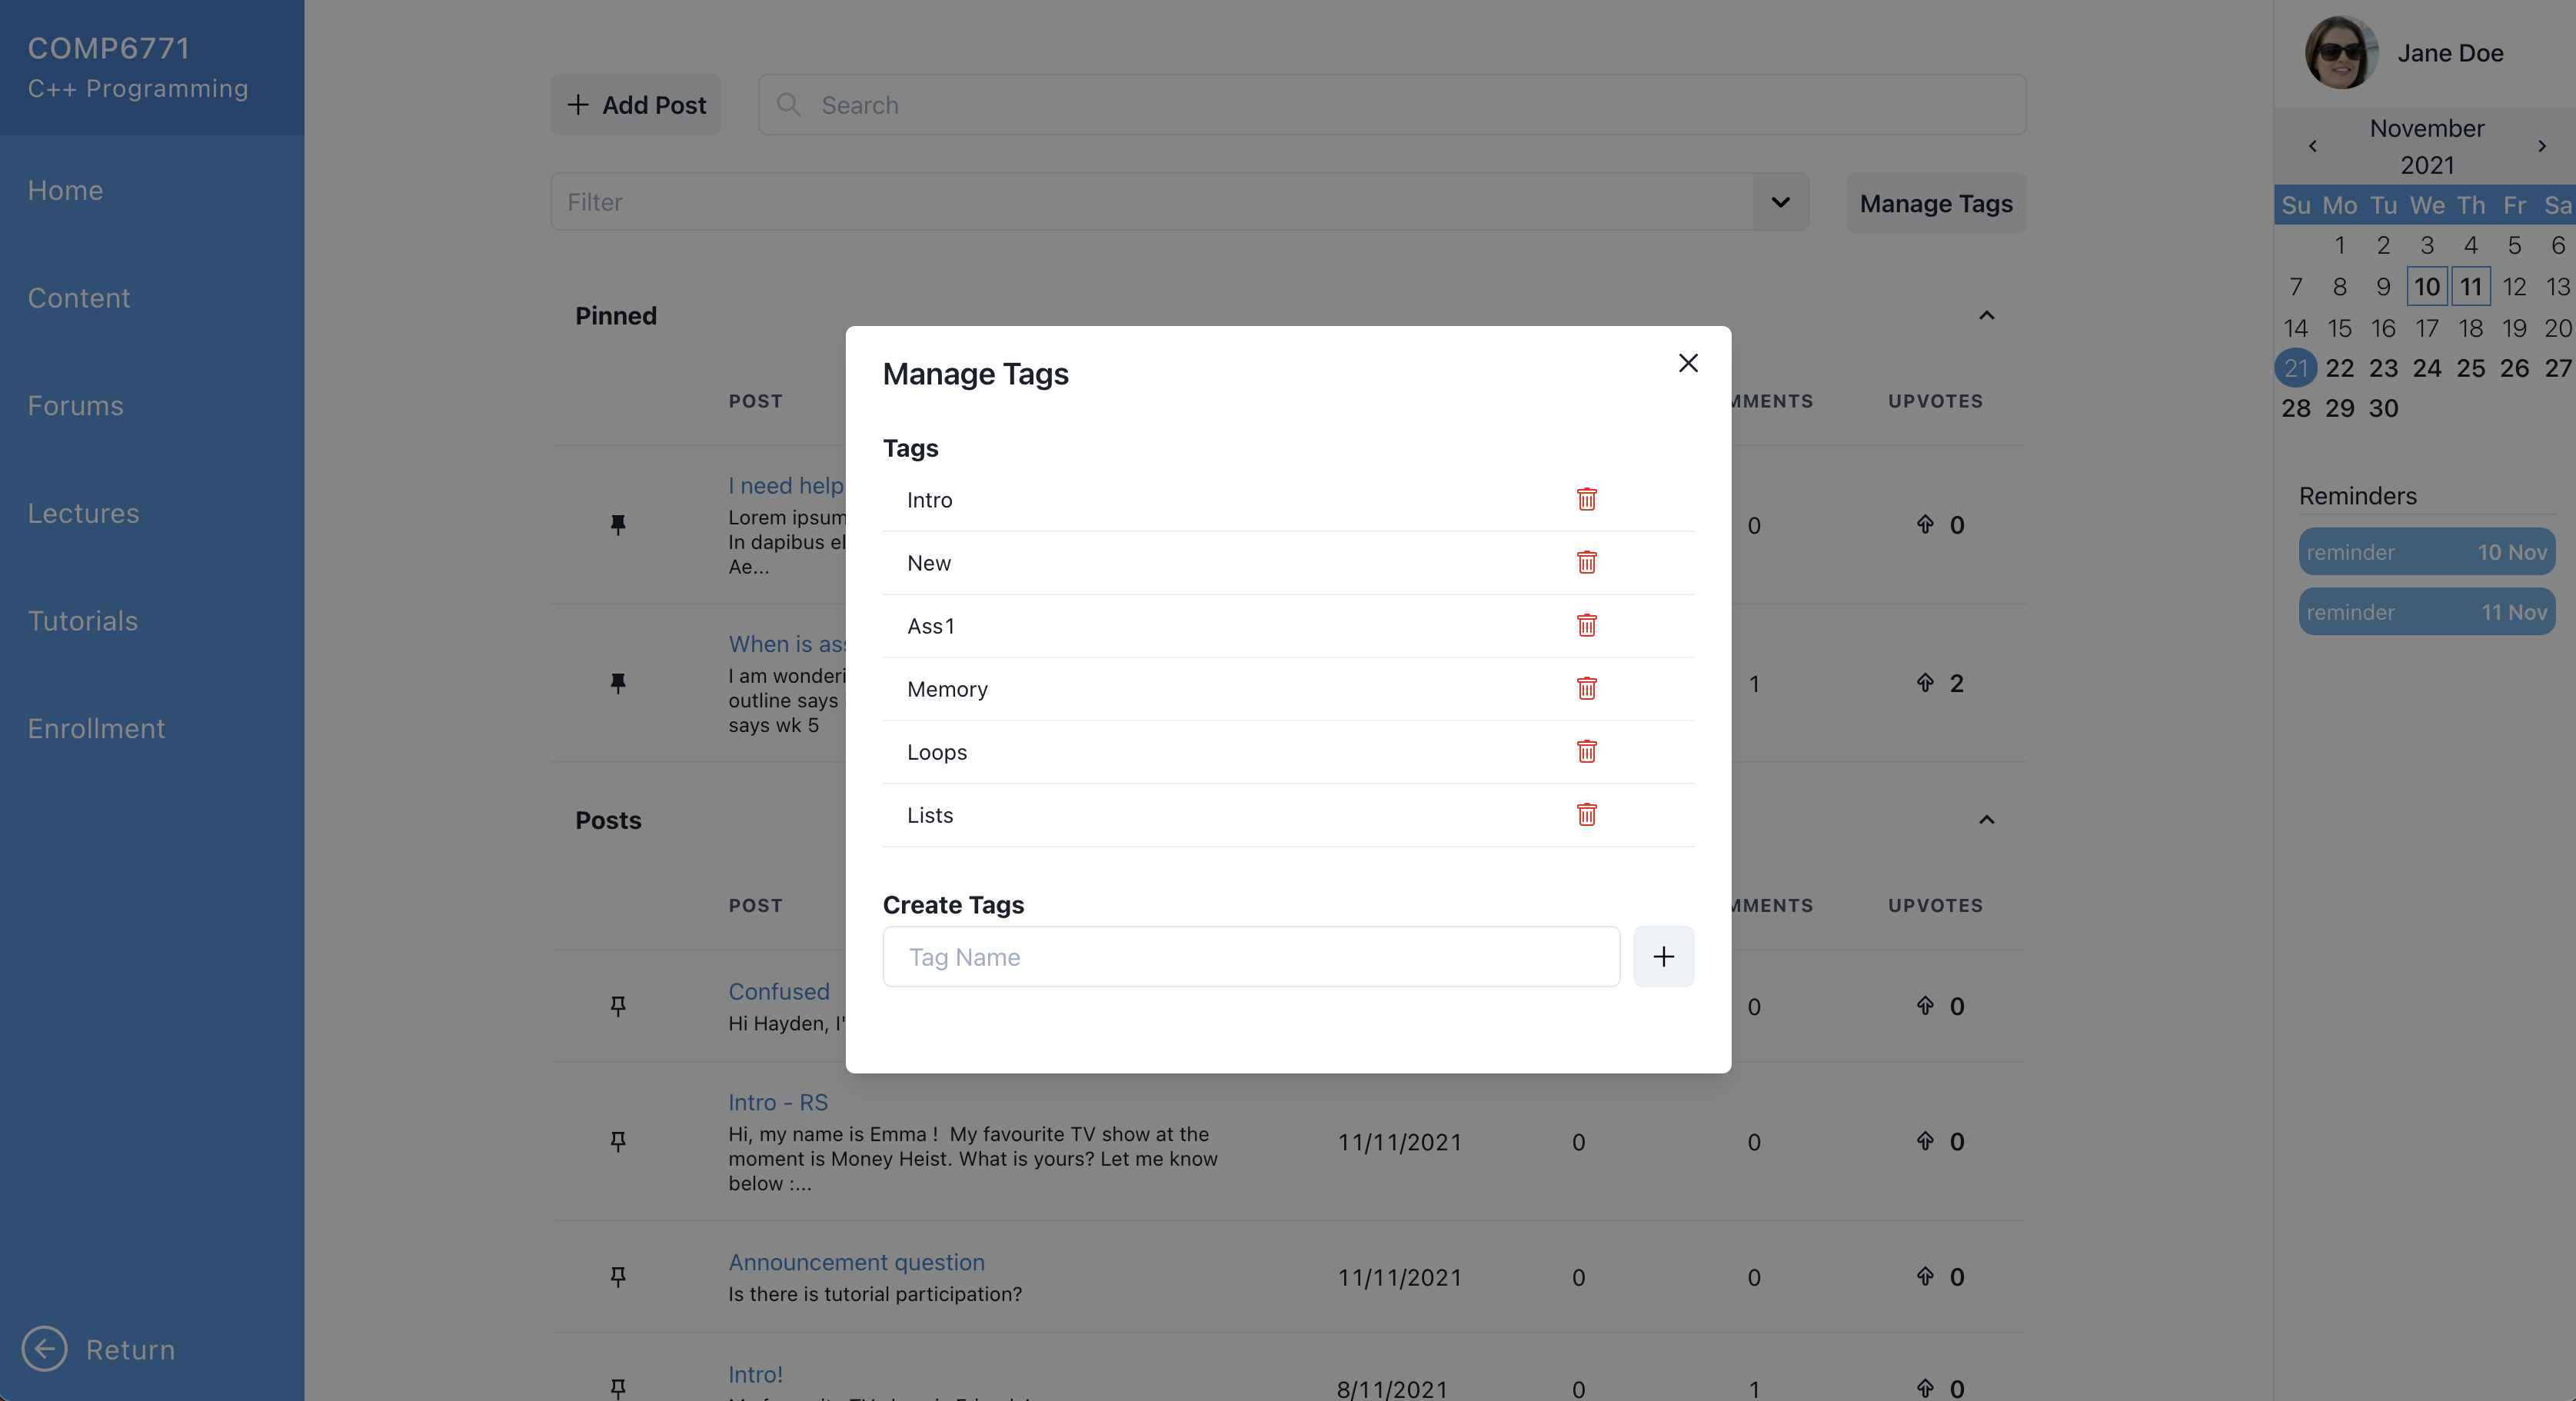 COMP6771
C++ Programming
Home
Content
Forums
Lectures
Tutorials
Enrollment
Return
Add Post
Search
Filter
Manage Tags
Pinned
POST
UPVOTES
I need help
Lorem ipsum
In dapibus
Ae...
0
0
When is
I am
outline says
says wk 5
1
2
Manage Tags
Tags
Intro
New
Ass1
Memory
Loops
Lists
Create Tags
Tag Name
Posts
POST
UPVOTES
Confused
Hi Hayden,
0
0
Intro - RS
Hi, my name is Emma ! My favourite TV show at the
moment is Money Heist. What is yours? Let me know
below :...
11/11/2021
0
0
0
Announcement question
Is there is tutorial participation?
11/11/2021
0
0
0
Intro!
8/11/2021
0
1
0
Jane Doe
November
2021
Su Mo Tu We Th Fr Sa
1 2 3 4 5 6
7 8 9 10 11 12 13
14 15 16 17 18 19 20
21 22 23 24 25 26 27
28 29 30
Reminders
reminder 10 Nov
reminder 11 Nov